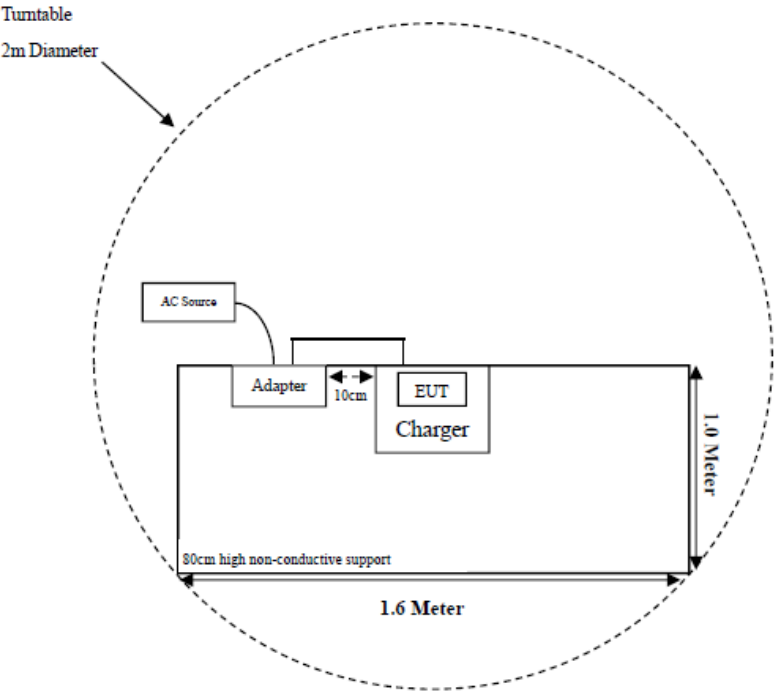 Turntable
2m Diameter
AC Source
Adapter
10cm
EUT
Charger
1.0 Meter
80cm high non-conductive support
1.6 Meter